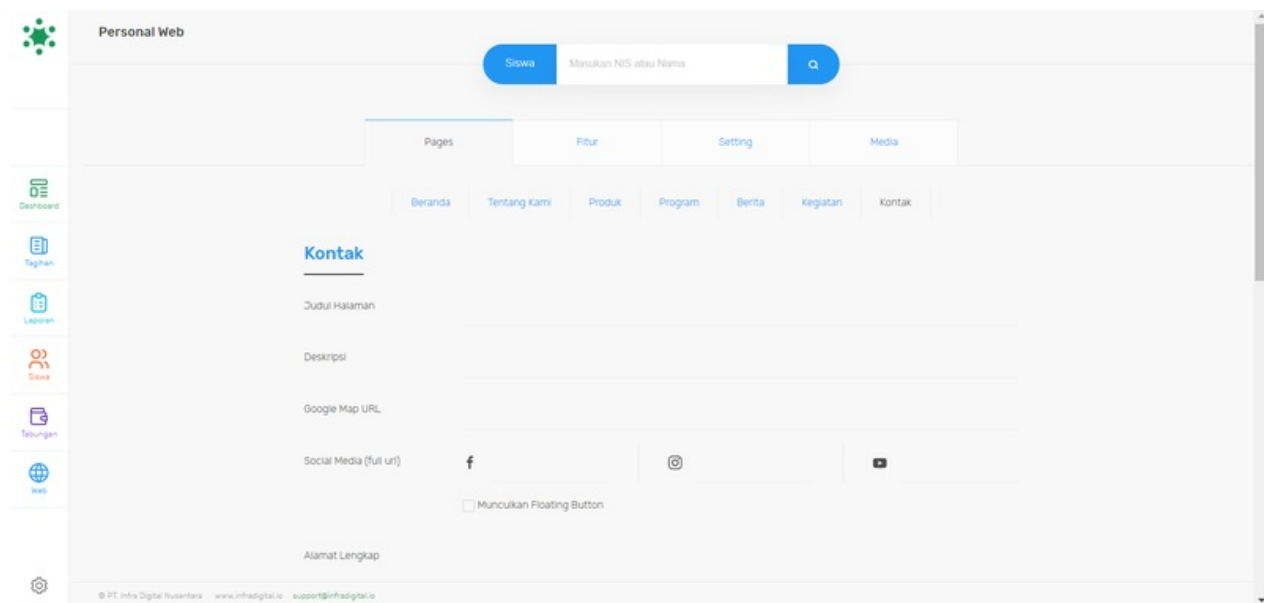 Personal Web
Siswa Masukan NIS atau Nama
Pages Fitur Setting Media
Beranda Tentang Kami Produk Program Berita Kegiatan Kontak
Dashboard
Tagihan
Laporan
Siswa
Tabungan
Web
Kontak
Judul Halaman
Deskripsi
Google Map URL
Social Media (full url)
Munculkan Floating Button
Alamat Lengkap
© PT. Infra Digital Nusantara www.infradigital.io support@infradigital.io